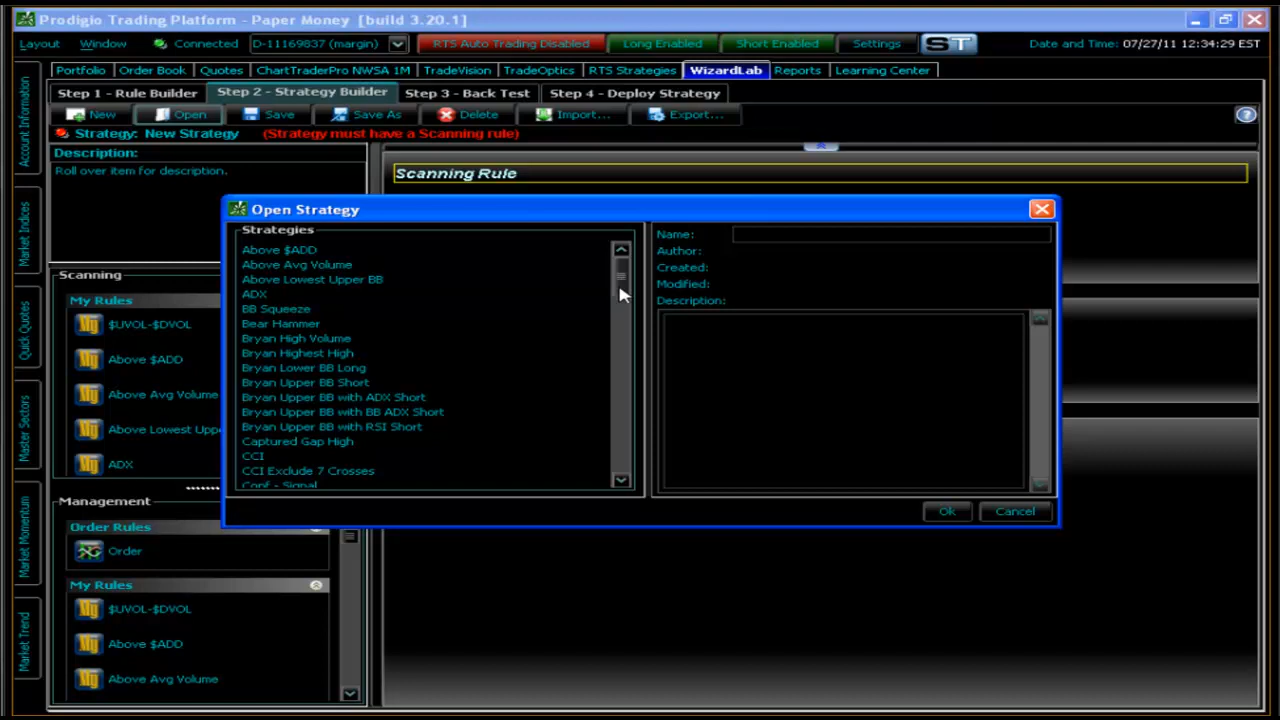 Prodigio Trading Platform - Paper Money [build 3.20.1]
Layout Window Connected D-11169837 (margin) RTS Auto Trading Disabled Long Enabled Short Enabled Settings ST Date and Time: 07/27/11 12:34:29 EST
Portfolio Order Book Quotes ChartTraderPro NWSA 1M TradeVision TradeOptics RTS Strategies WizardLab Reports Learning Center
Step 1 - Rule Builder Step 2 - Strategy Builder Step 3 - Back Test Step 4 - Deploy Strategy
New Open Save Save As Delete Import... Export...
Strategy: New Strategy (Strategy must have a Scanning rule)
Description:
Roll over item for description.
Scanning Rule
Account Information
Market Indices
Quick Quotes
Master Sectors
Market Momentum
Market Trend
Scanning
My Rules
$UVOL-$DVOL
Above $ADD
Above Avg Volume
Above Lowest Upp
ADX
Management
Order Rules
Order
My Rules
$UVOL-$DVOL
Above $ADD
Above Avg Volume
Open Strategy
Strategies
Above $ADD
Above Avg Volume
Above Lowest Upper BB
ADX
BB Squeeze
Bear Hammer
Bryan High Volume
Bryan Highest High
Bryan Lower BB Long
Bryan Upper BB Short
Bryan Upper BB with ADX Short
Bryan Upper BB with BB ADX Short
Bryan Upper BB with RSI Short
Captured Gap High
CCI
CCI Exclude 7 Crosses
Conf - Signal
Name:
Author:
Created:
Modified:
Description:
Ok Cancel